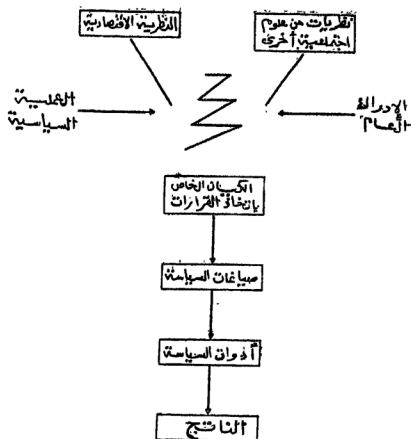 النظرية الاقتصادية
نظريات من علوم
اجتماعية أخرى
العملية
السياسية
الادراك
العام
الكيان الخاص
باتخاذ القرارات
صياغات السياسة
أدوات السياسة
الناتج